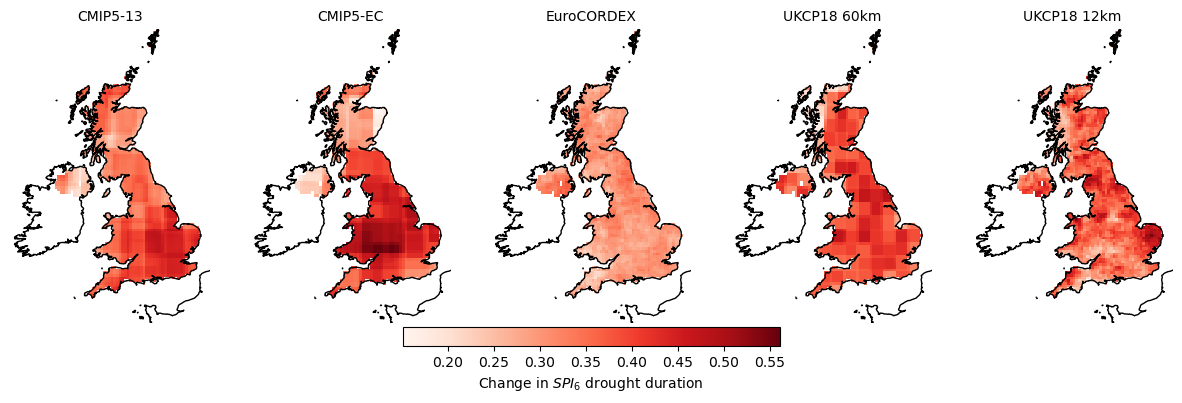 CMIP5-13 CMIP5-EC EuroCORDEX UKCP18 60km UKCP18 12km
0.20 0.25 0.30 0.35 0.40 0.45 0.50 0.55
Change in SPI₆ drought duration